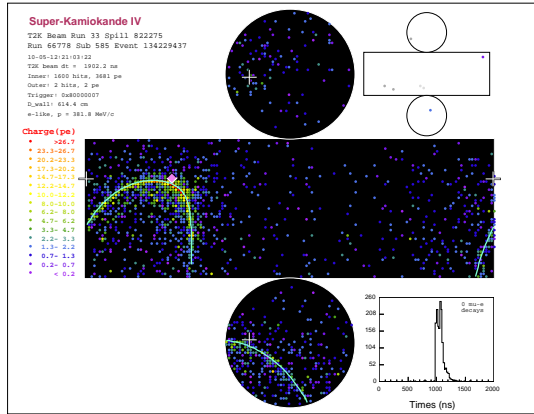 Super-Kamiokande IV
T2K Beam Run 33 Spill 822275
Run 66778 Sub 585 Event 134229437
10-05-12:21:03:22
T2K beam dt = 1902.2 ns
Inner: 1600 hits, 3681 pe
Outer: 2 hits, 2 pe
Trigger: 0x80000007
D_wall: 614.4 cm
e-like, p = 381.8 MeV/c
Charge(pe)
>26.7
23.3-26.7
20.2-23.3
17.3-20.2
14.7-17.3
12.2-14.7
10.0-12.2
8.0-10.0
6.2- 8.0
4.7- 6.2
3.3- 4.7
2.2- 3.3
1.3- 2.2
0.7- 1.3
0.2- 0.7
< 0.2
0 mu-e
decays
260
208
156
104
52
0
0 500 1000 1500 2000
Times (ns)